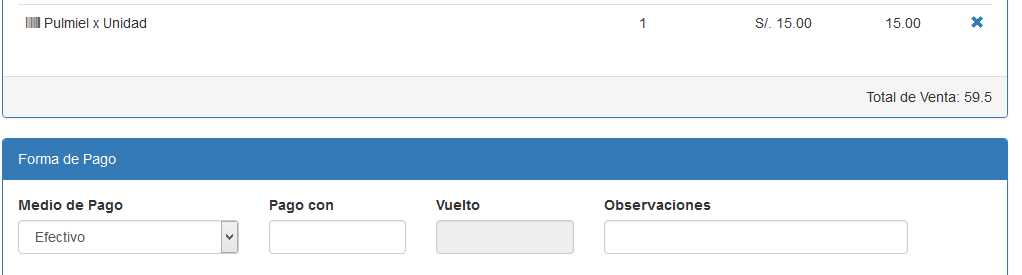 Pulmiel x Unidad 1 S/. 15.00 15.00
Total de Venta: 59.5
Forma de Pago
Medio de Pago Pago con Vuelto Observaciones
Efectivo